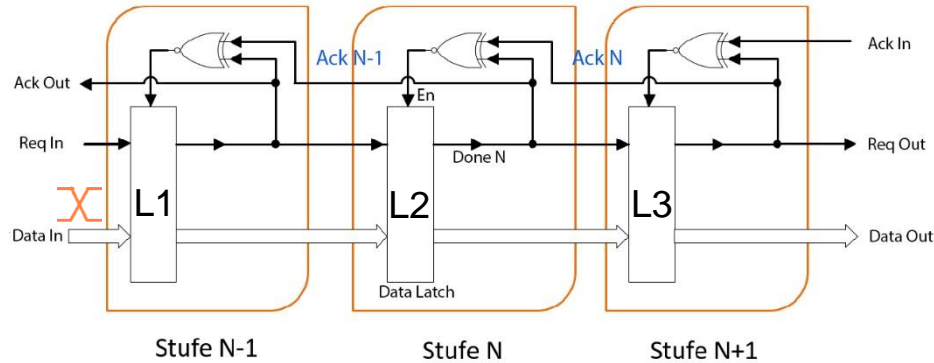 Ack N-1
Ack N
Ack In
Ack Out
En
Req In
Done N
Req Out
L1
L2
L3
Data In
Data Out
Data Latch
Stufe N-1
Stufe N
Stufe N+1